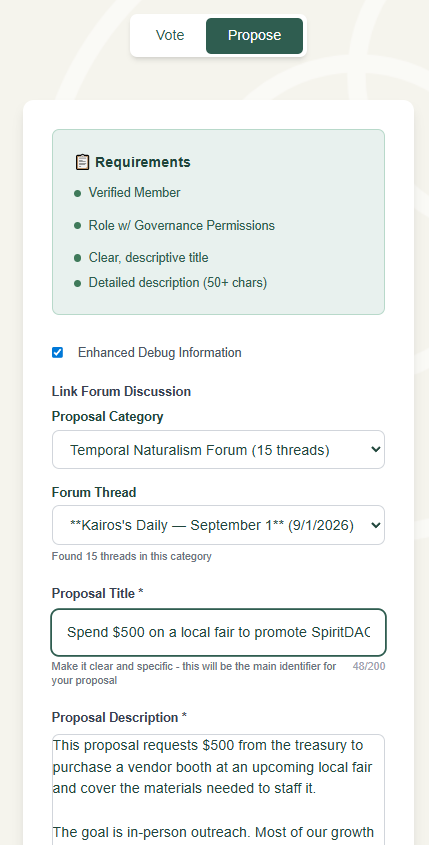 Vote
Propose
Requirements
Verified Member
Role w/ Governance Permissions
Clear, descriptive title
Detailed description (50+ chars)
Enhanced Debug Information
Link Forum Discussion
Proposal Category
Temporal Naturalism Forum (15 threads)
Forum Thread
**Kairos's Daily — September 1** (9/1/2026)
Found 15 threads in this category
Proposal Title *
Spend $500 on a local fair to promote
Make it clear and specific - this will be the main identifier for
your proposal
48/200
Proposal Description *
This proposal requests $500 from the treasury to
purchase a vendor booth at an upcoming local fair
and cover the materials needed to staff it.
The goal is in-person outreach. Most of our growth